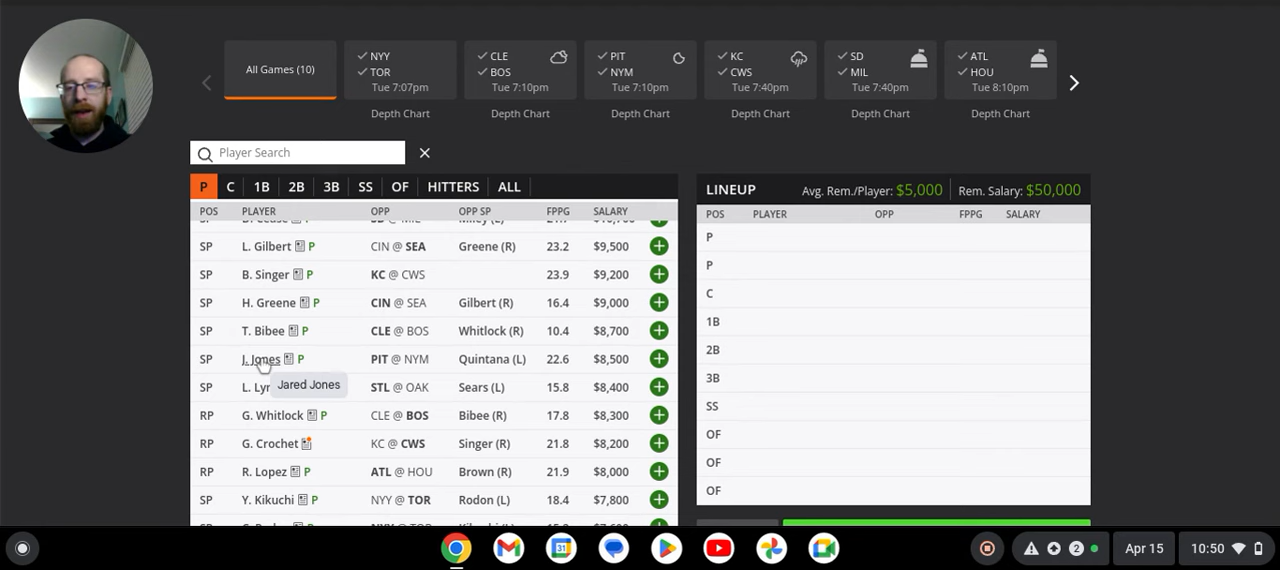 All Games (10)
NYY
TOR
Tue 7:07pm
Depth Chart
CLE
BOS
Tue 7:10pm
Depth Chart
PIT
NYM
Tue 7:10pm
Depth Chart
KC
CWS
Tue 7:40pm
Depth Chart
SD
MIL
Tue 7:40pm
Depth Chart
ATL
HOU
Tue 8:10pm
Depth Chart
Player Search
P C 1B 2B 3B SS OF HITTERS ALL
POS PLAYER OPP OPP SP FPPG SALARY
SP L. Gilbert P CIN @ SEA Greene (R) 23.2 $9,500
SP B. Singer P KC @ CWS 23.9 $9,200
SP H. Greene P CIN @ SEA Gilbert (R) 16.4 $9,000
SP T. Bibee P CLE @ BOS Whitlock (R) 10.4 $8,700
SP J. Jones P PIT @ NYM Quintana (L) 22.6 $8,500
Jared Jones
SP L. Lyn STL @ OAK Sears (L) 15.8 $8,400
RP G. Whitlock P CLE @ BOS Bibee (R) 17.8 $8,300
RP G. Crochet KC @ CWS Singer (R) 21.8 $8,200
RP R. Lopez P ATL @ HOU Brown (R) 21.9 $8,000
SP Y. Kikuchi P NYY @ TOR Rodon (L) 18.4 $7,800
LINEUP Avg. Rem./Player: $5,000 Rem. Salary: $50,000
POS PLAYER OPP FPPG SALARY
P
P
C
1B
2B
3B
SS
OF
OF
OF
31
2
Apr 15
10:50